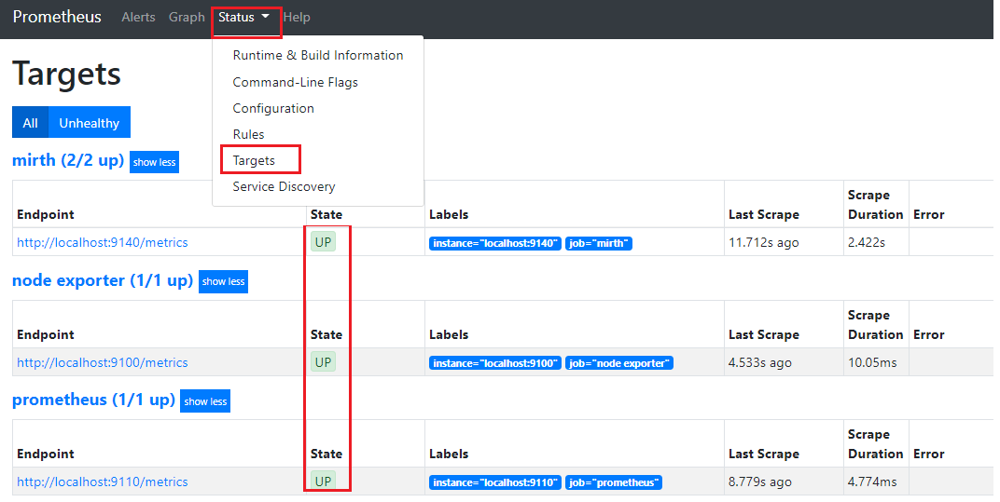 Prometheus Alerts Graph Status Help
Runtime & Build Information
Command-Line Flags
Configuration
Rules
Targets
Service Discovery
Targets
All Unhealthy
mirth (2/2 up) show less
Endpoint State Labels Last Scrape Scrape Duration Error
http://localhost:9140/metrics UP instance="localhost:9140" job="mirth" 11.712s ago 2.422s
node exporter (1/1 up) show less
Endpoint State Labels Last Scrape Scrape Duration Error
http://localhost:9100/metrics UP instance="localhost:9100" job="node exporter" 4.533s ago 10.05ms
prometheus (1/1 up) show less
Endpoint State Labels Last Scrape Scrape Duration Error
http://localhost:9110/metrics UP instance="localhost:9110" job="prometheus" 8.779s ago 4.774ms